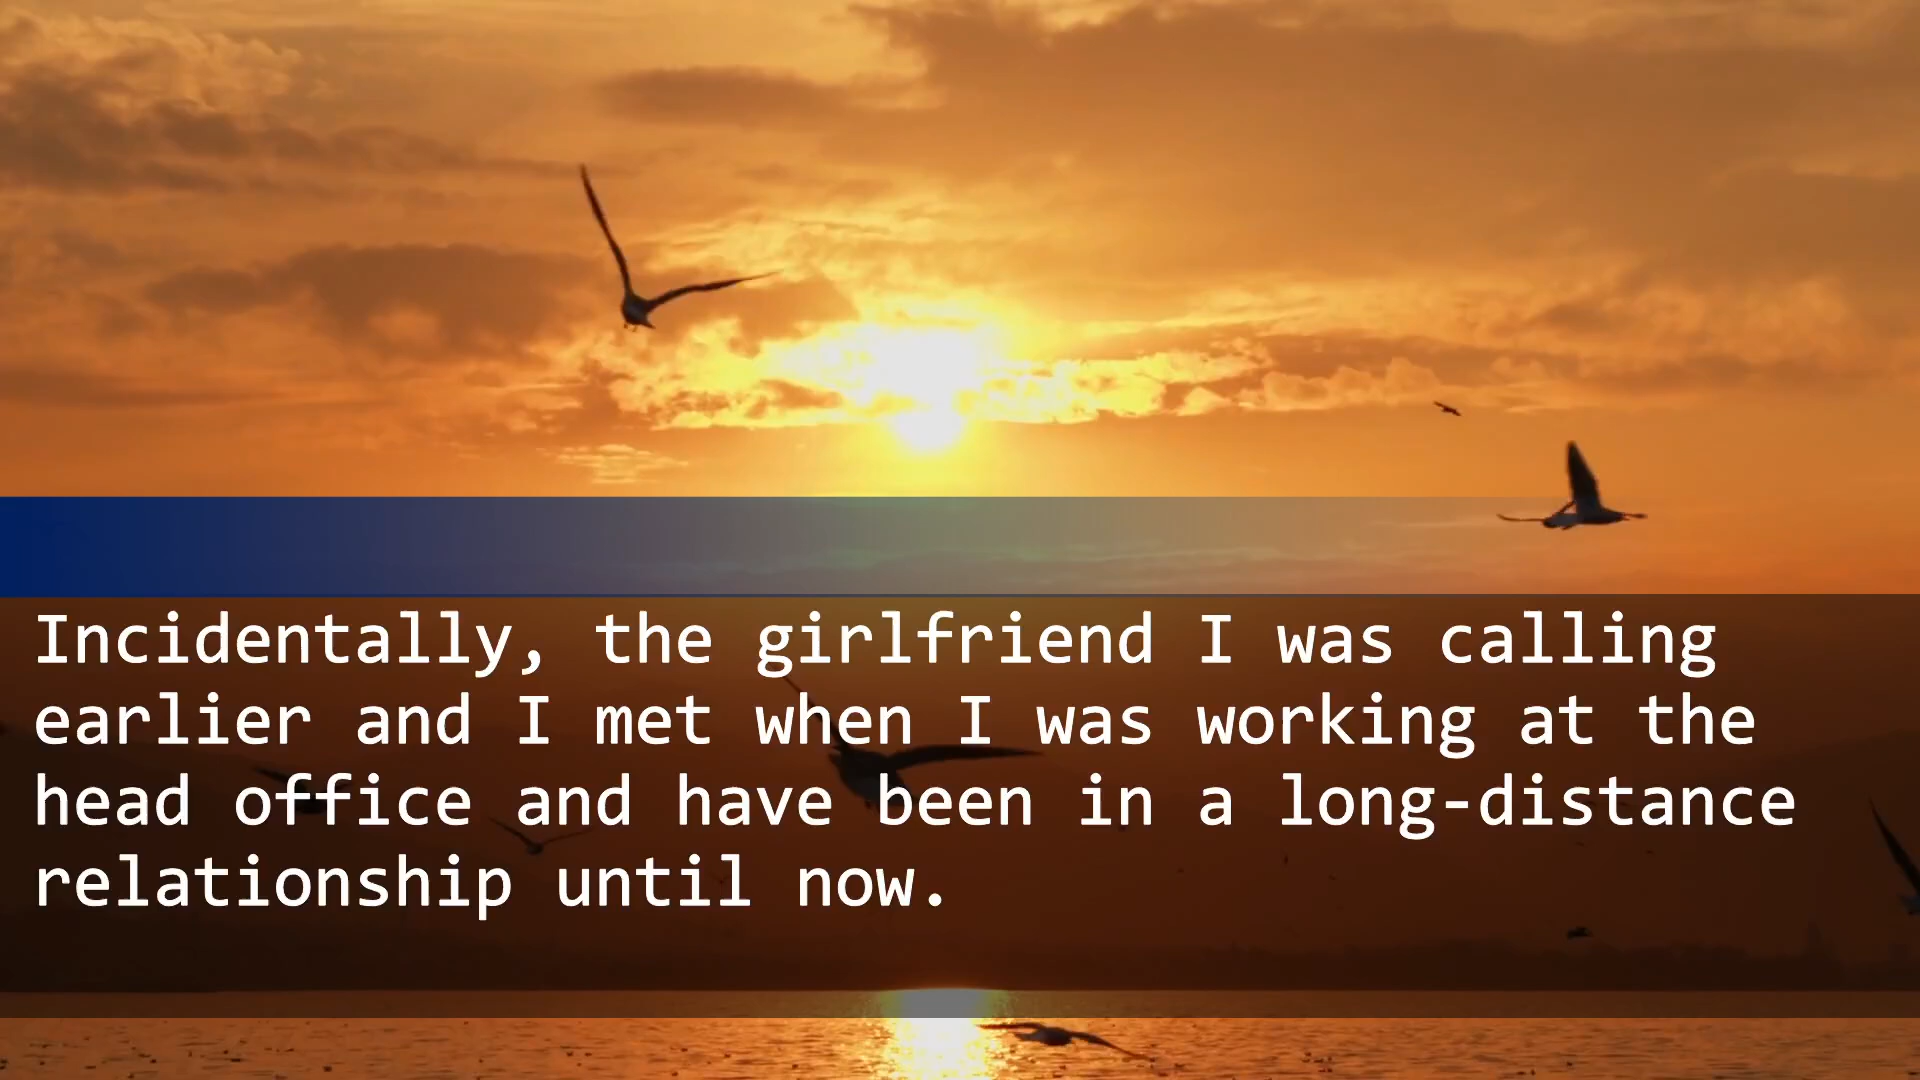 Incidentally, the girlfriend I was calling
earlier and I met when I was working at the
head office and have been in a long-distance
relationship until now.